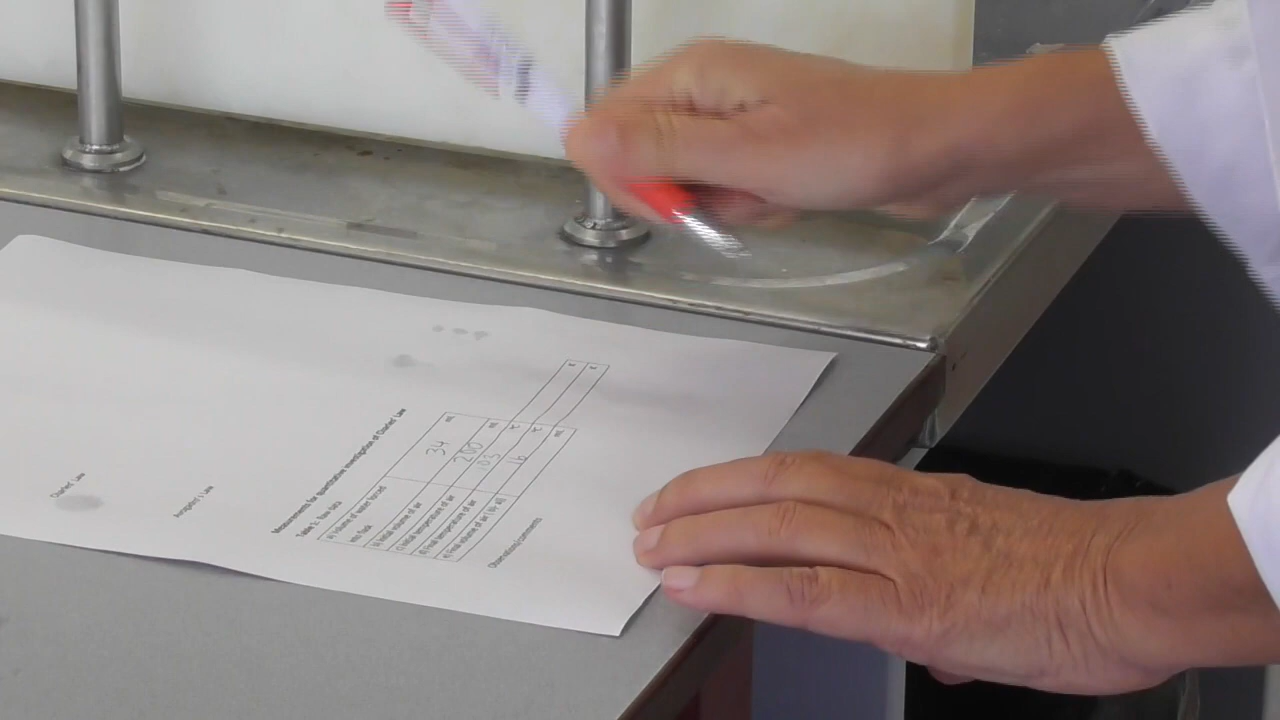 Charles' Law
Avogadro's Law
Measurements for quantitative investigation of Charles' Law
Table 1: Raw data
a) Volume of water forced into flask 34 mL
b) Initial volume of air 200 mL
c) Initial temperature of air 103 °C K
d) Final temperature of air 16 °C K
e) Final volume of air (b) - a)) mL
Observations/comments